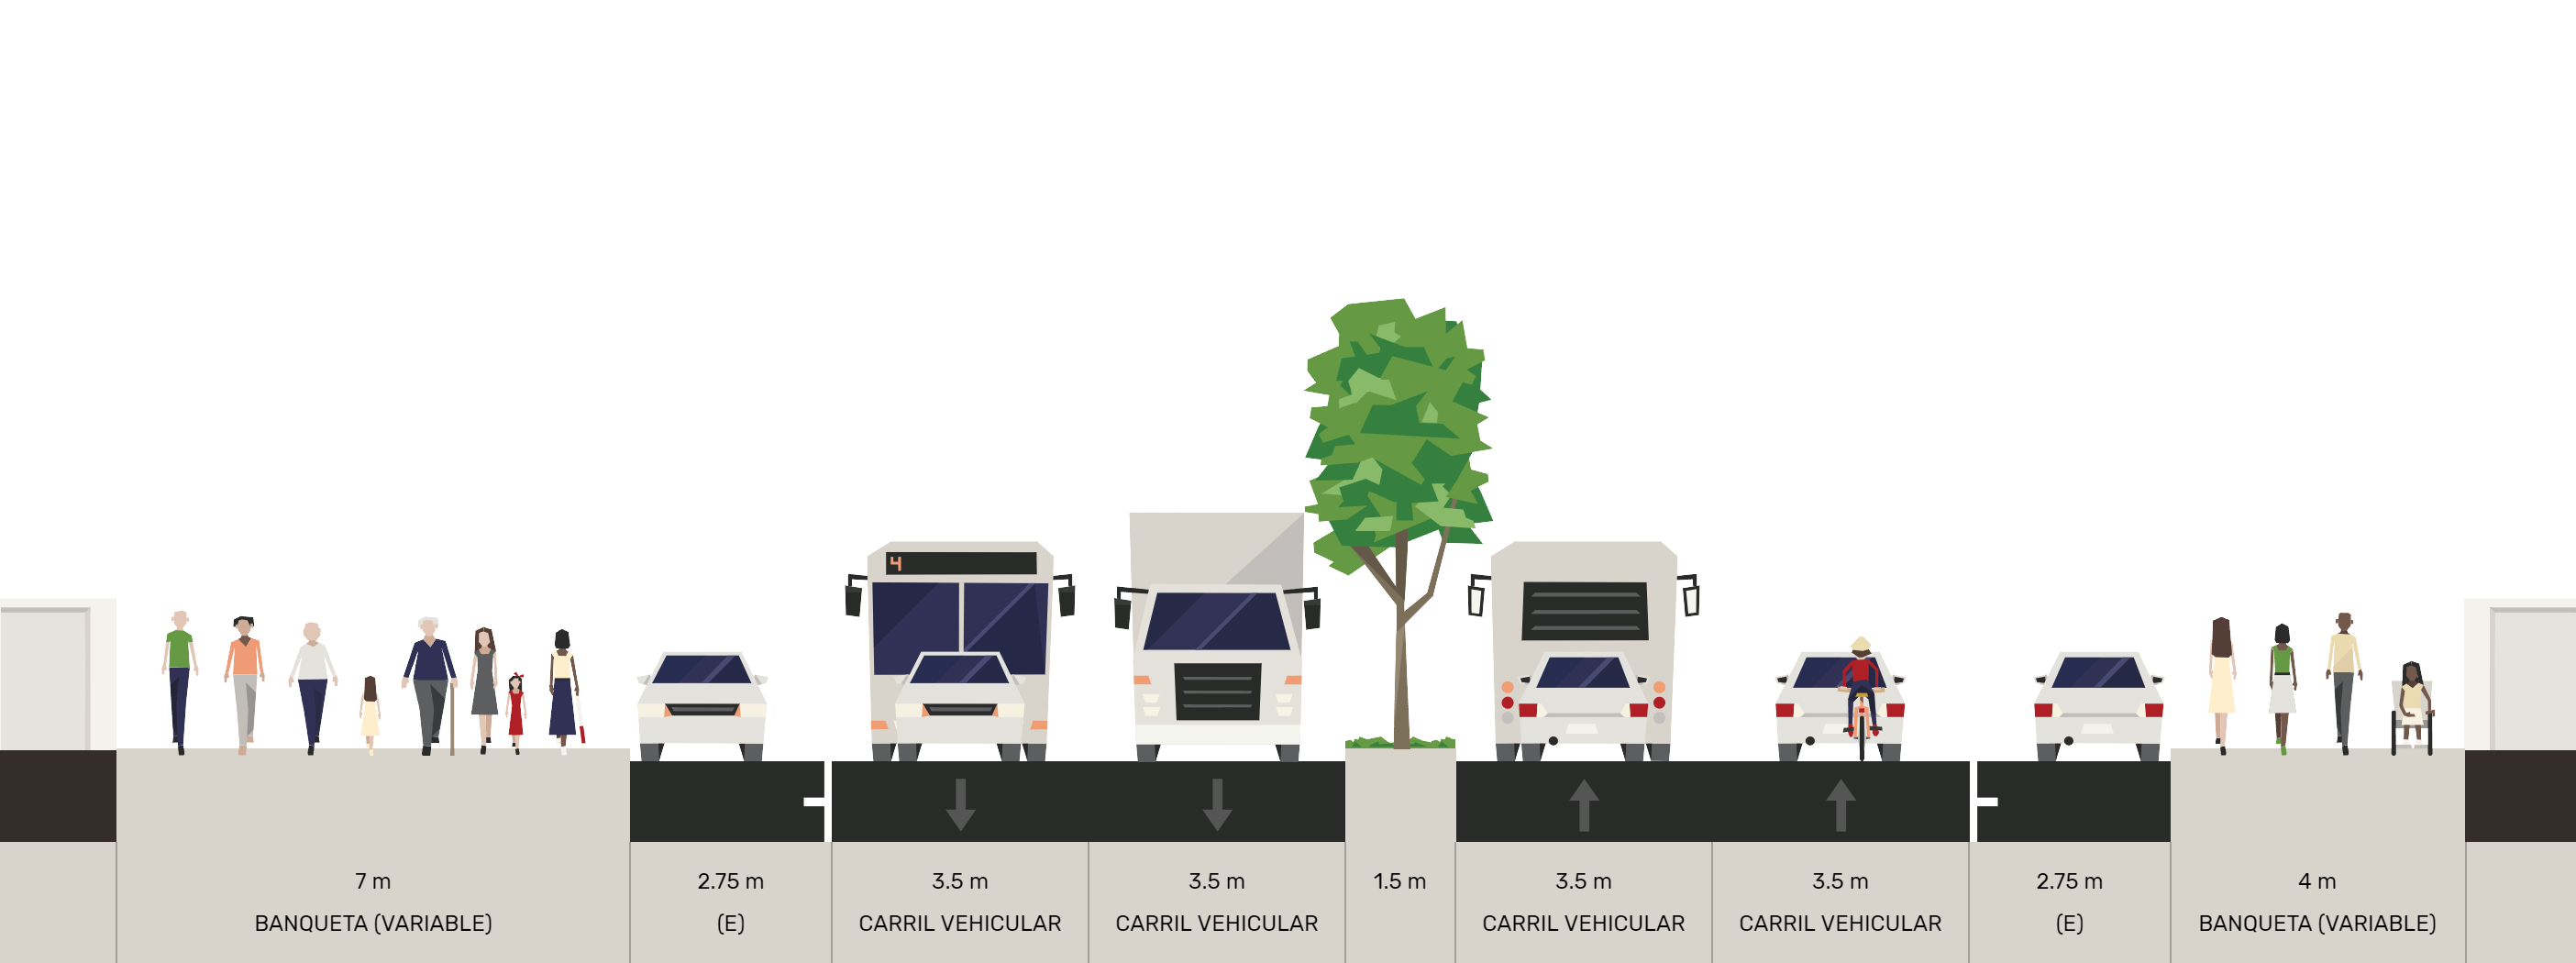 4
7 m
BANQUETA (VARIABLE)
2.75 m
(E)
3.5 m
CARRIL VEHICULAR
3.5 m
CARRIL VEHICULAR
1.5 m
3.5 m
CARRIL VEHICULAR
3.5 m
CARRIL VEHICULAR
2.75 m
(E)
4 m
BANQUETA (VARIABLE)